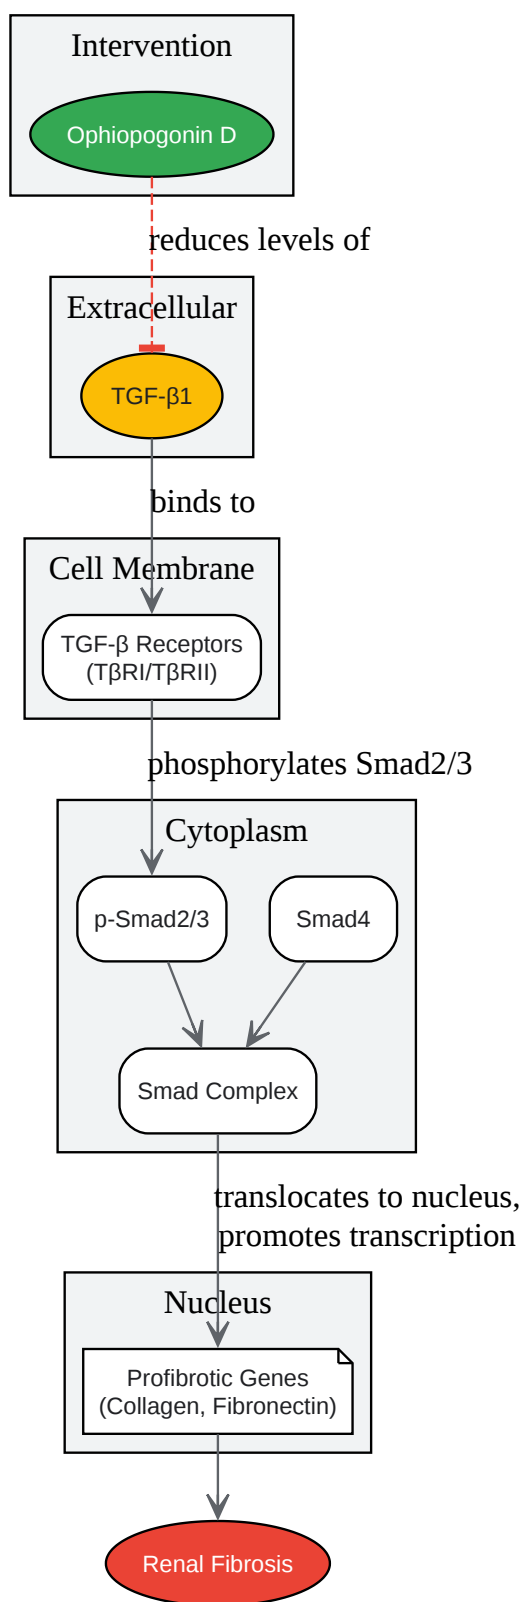 Intervention
Ophiopogonin D
reduces levels of
Extracellular
TGF-β1
binds to
Cell Membrane
TGF-β Receptors
(TβRI/TβRII)
phosphorylates Smad2/3
Cytoplasm
p-Smad2/3
Smad4
Smad Complex
translocates to nucleus,
promotes transcription
Nucleus
Profibrotic Genes
(Collagen, Fibronectin)
Renal Fibrosis